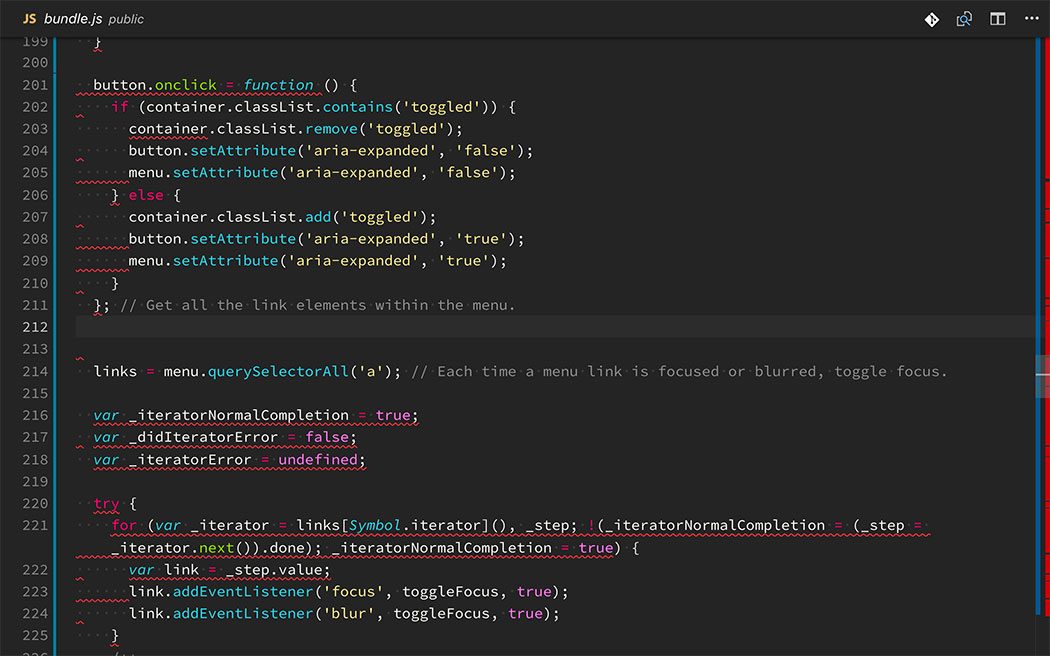 JS bundle.js public
199 }
200
201 button.onclick = function () {
202 if (container.classList.contains('toggled')) {
203 container.classList.remove('toggled');
204 button.setAttribute('aria-expanded', 'false');
205 menu.setAttribute('aria-expanded', 'false');
206 } else {
207 container.classList.add('toggled');
208 button.setAttribute('aria-expanded', 'true');
209 menu.setAttribute('aria-expanded', 'true');
210 }
211 }; // Get all the link elements within the menu.
212
213
214 links = menu.querySelectorAll('a'); // Each time a menu link is focused or blurred, toggle focus.
215
216 var _iteratorNormalCompletion = true;
217 var _didIteratorError = false;
218 var _iteratorError = undefined;
219
220 try {
221 for (var _iterator = links[Symbol.iterator](), _step; !(_iteratorNormalCompletion = (_step =
_iterator.next()).done); _iteratorNormalCompletion = true) {
222 var link = _step.value;
223 link.addEventListener('focus', toggleFocus, true);
224 link.addEventListener('blur', toggleFocus, true);
225 }